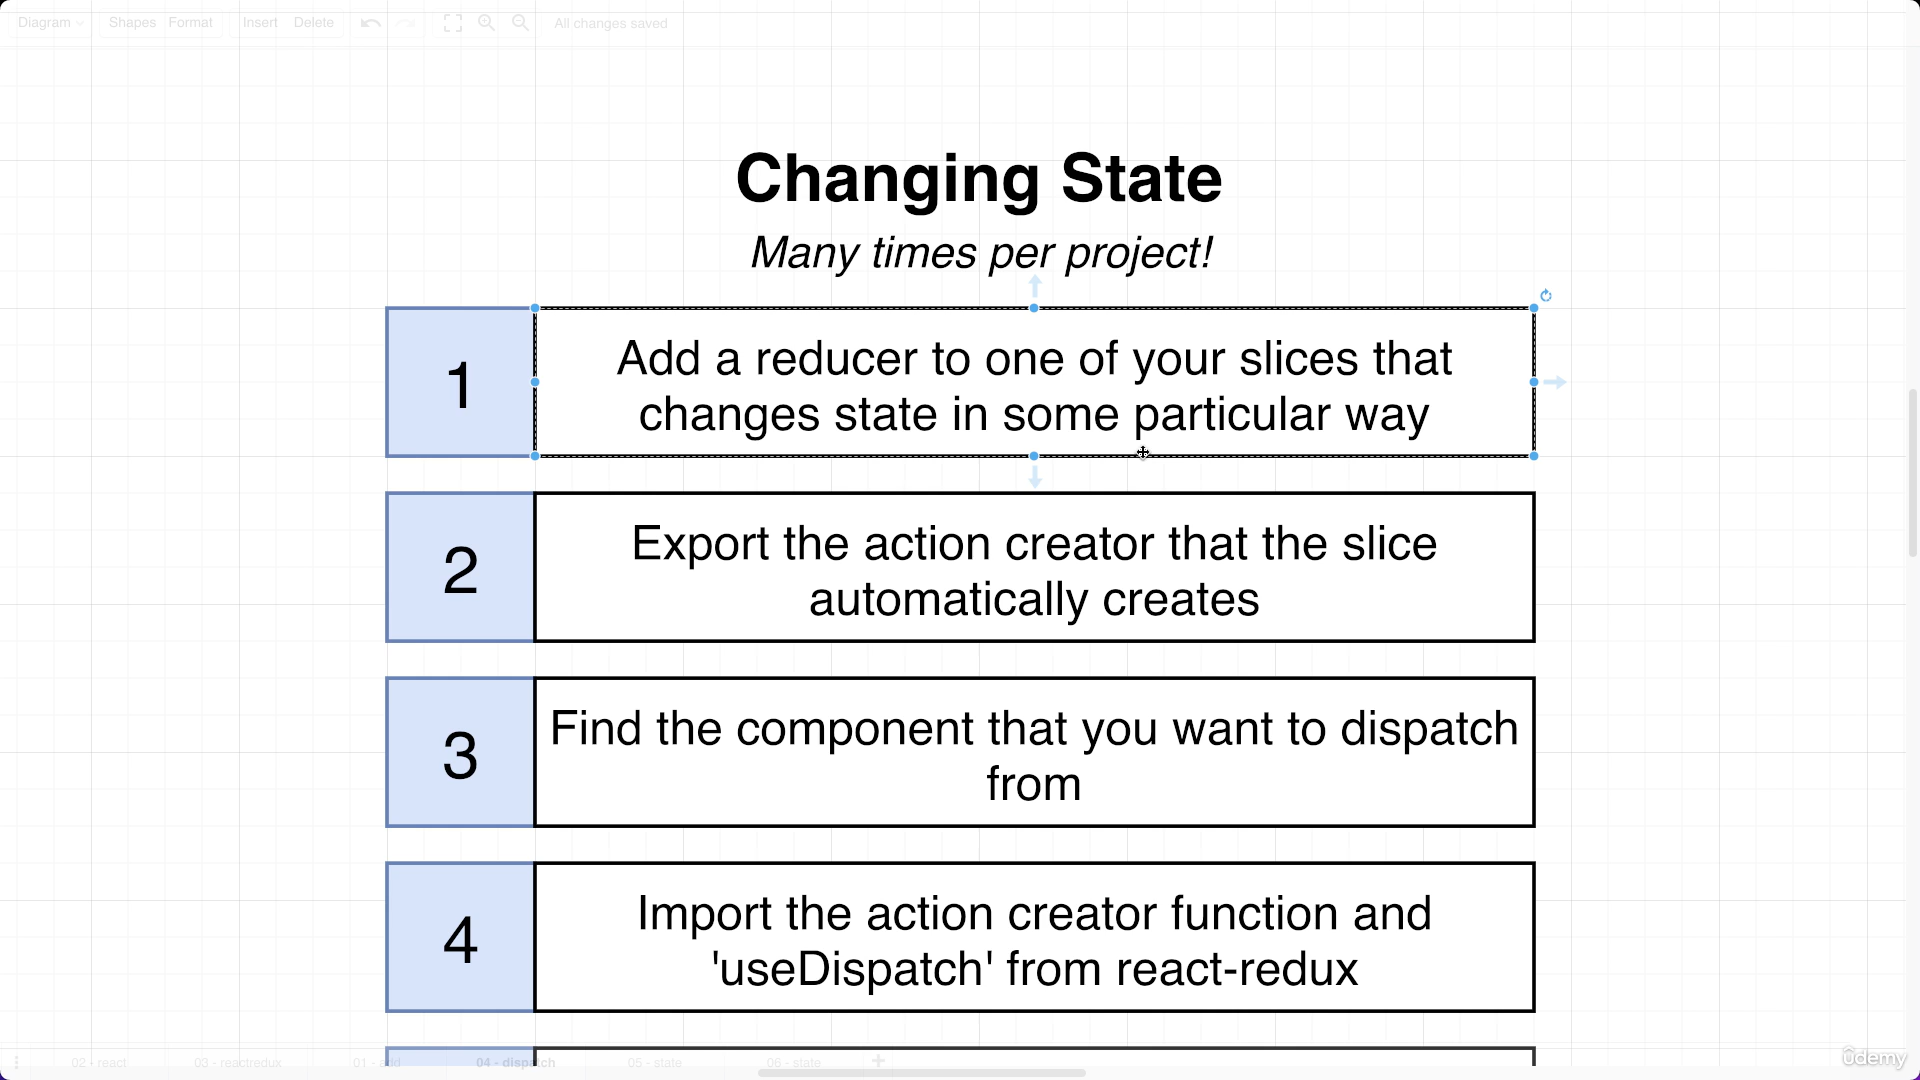 Diagram Shapes Format Insert Delete All changes saved
Changing State
Many times per project!
1
Add a reducer to one of your slices that
changes state in some particular way
2
Export the action creator that the slice
automatically creates
3
Find the component that you want to dispatch
from
4
Import the action creator function and
'useDispatch' from react-redux
02 - react 03 - reactredux 01 - add 04 - dispatch 05 - state 06 - state
udemy